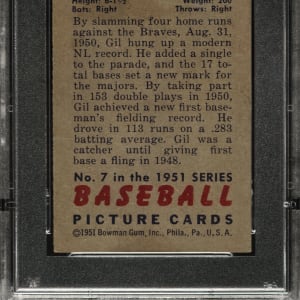 Height: 6-1½ Weight: 200
Bats: Right Throws: Right
By slamming four home runs
against the Braves, Aug. 31,
1950, Gil hung up a modern
NL record. He added a single
to the parade, and the 17 to-
tal bases set a new mark for
the majors. By taking part
in 153 double plays in 1950,
Gil achieved a new first base-
man's fielding record. He
drove in 113 runs on a .283
batting average. Gil was a
catcher until giving first
base a fling in 1948.
No. 7 in the 1951 SERIES
BASEBALL
PICTURE CARDS
©1951 Bowman Gum, Inc., Phila., Pa., U.S.A.